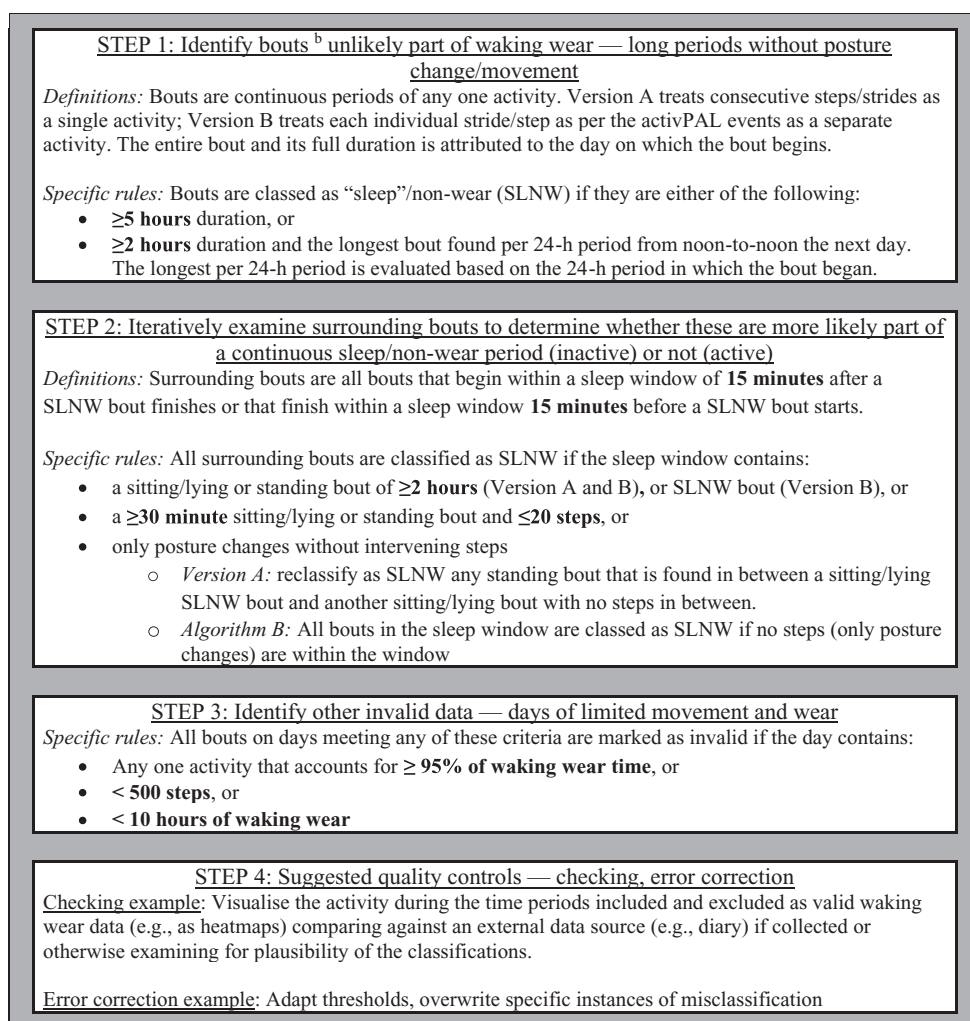 STEP 1: Identify bouts b unlikely part of waking wear — long periods without posture
change/movement
Definitions: Bouts are continuous periods of any one activity. Version A treats consecutive steps/strides as
a single activity; Version B treats each individual stride/step as per the activPAL events as a separate
activity. The entire bout and its full duration is attributed to the day on which the bout begins.
Specific rules: Bouts are classed as “sleep”/non-wear (SLNW) if they are either of the following:
• ≥5 hours duration, or
• ≥2 hours duration and the longest bout found per 24-h period from noon-to-noon the next day.
The longest per 24-h period is evaluated based on the 24-h period in which the bout began.
STEP 2: Iteratively examine surrounding bouts to determine whether these are more likely part of
a continuous sleep/non-wear period (inactive) or not (active)
Definitions: Surrounding bouts are all bouts that begin within a sleep window of 15 minutes after a
SLNW bout finishes or that finish within a sleep window 15 minutes before a SLNW bout starts.
Specific rules: All surrounding bouts are classified as SLNW if the sleep window contains:
• a sitting/lying or standing bout of ≥2 hours (Version A and B), or SLNW bout (Version B), or
• a ≥30 minute sitting/lying or standing bout and ≤20 steps, or
• only posture changes without intervening steps
o Version A: reclassify as SLNW any standing bout that is found in between a sitting/lying
SLNW bout and another sitting/lying bout with no steps in between.
o Algorithm B: All bouts in the sleep window are classed as SLNW if no steps (only posture
changes) are within the window
STEP 3: Identify other invalid data — days of limited movement and wear
Specific rules: All bouts on days meeting any of these criteria are marked as invalid if the day contains:
• Any one activity that accounts for ≥ 95% of waking wear time, or
• < 500 steps, or
• < 10 hours of waking wear
STEP 4: Suggested quality controls — checking, error correction
Checking example: Visualise the activity during the time periods included and excluded as valid waking
wear data (e.g., as heatmaps) comparing against an external data source (e.g., diary) if collected or
otherwise examining for plausibility of the classifications.
Error correction example: Adapt thresholds, overwrite specific instances of misclassification